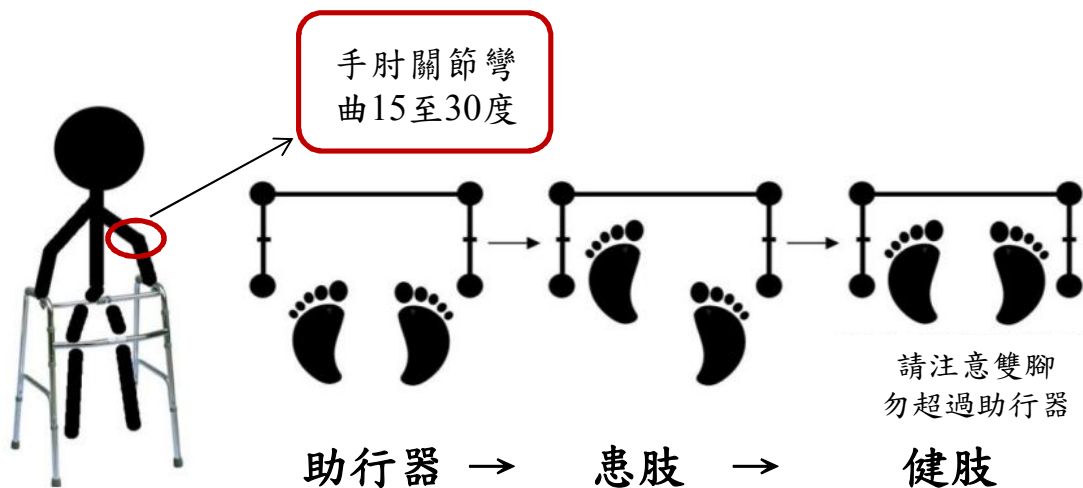 手肘關節彎
曲15至30度
請注意雙腳
勿超過助行器
助行器 → 患肢 → 健肢